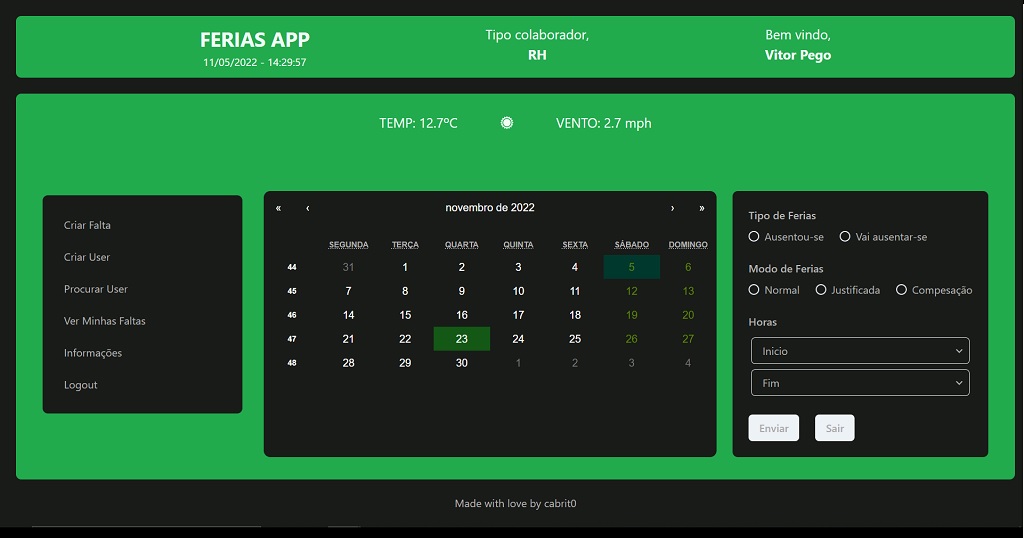 FERIAS APP
11/05/2022 - 14:29:57
Tipo colaborador,
RH
Bem vindo,
Vitor Pego
TEMP: 12.7ºC
VENTO: 2.7 mph
Criar Falta
Criar User
Procurar User
Ver Minhas Faltas
Informações
Logout
« ‹ novembro de 2022 › »
SEGUNDA TERÇA QUARTA QUINTA SEXTA SÁBADO DOMINGO
44 31 1 2 3 4 5 6
45 7 8 9 10 11 12 13
46 14 15 16 17 18 19 20
47 21 22 23 24 25 26 27
48 28 29 30 1 2 3 4
Tipo de Ferias
Ausentou-se Vai ausentar-se
Modo de Ferias
Normal Justificada Compesação
Horas
Inicio
Fim
Enviar Sair
Made with love by cabrit0